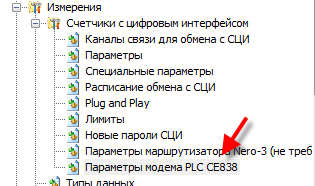 Измерения
Счетчики с цифровым интерфейсом
Каналы связи для обмена с СЦИ
Параметры
Специальные параметры
Расписание обмена с СЦИ
Plug and Play
Лимиты
Новые пароли СЦИ
Параметры маршрутизатора Nero-3 (не треб
Параметры модема PLC CE838
Типы данных